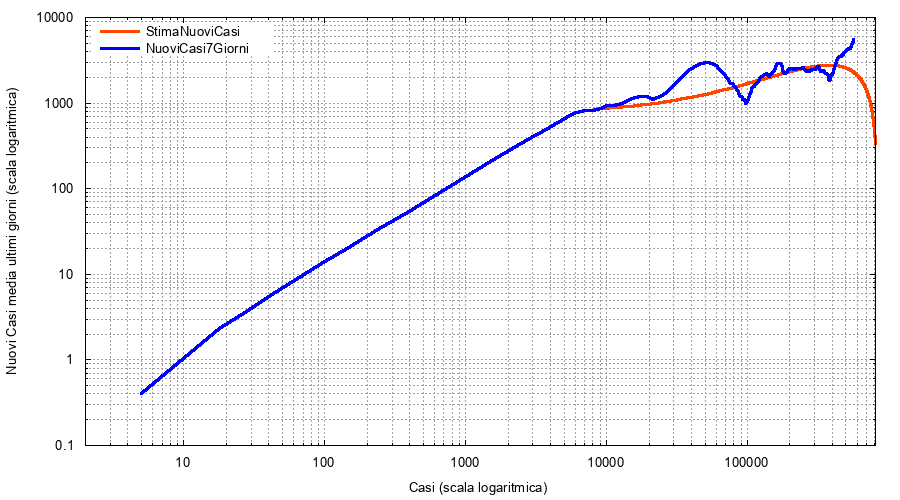 10000
1000
100
10
1
0.1
StimaNuoviCasi
NuoviCasi7Giorni
Nuovi Casi media ultimi giorni (scala logaritmica)
10 100 1000 10000 100000
Casi (scala logaritmica)